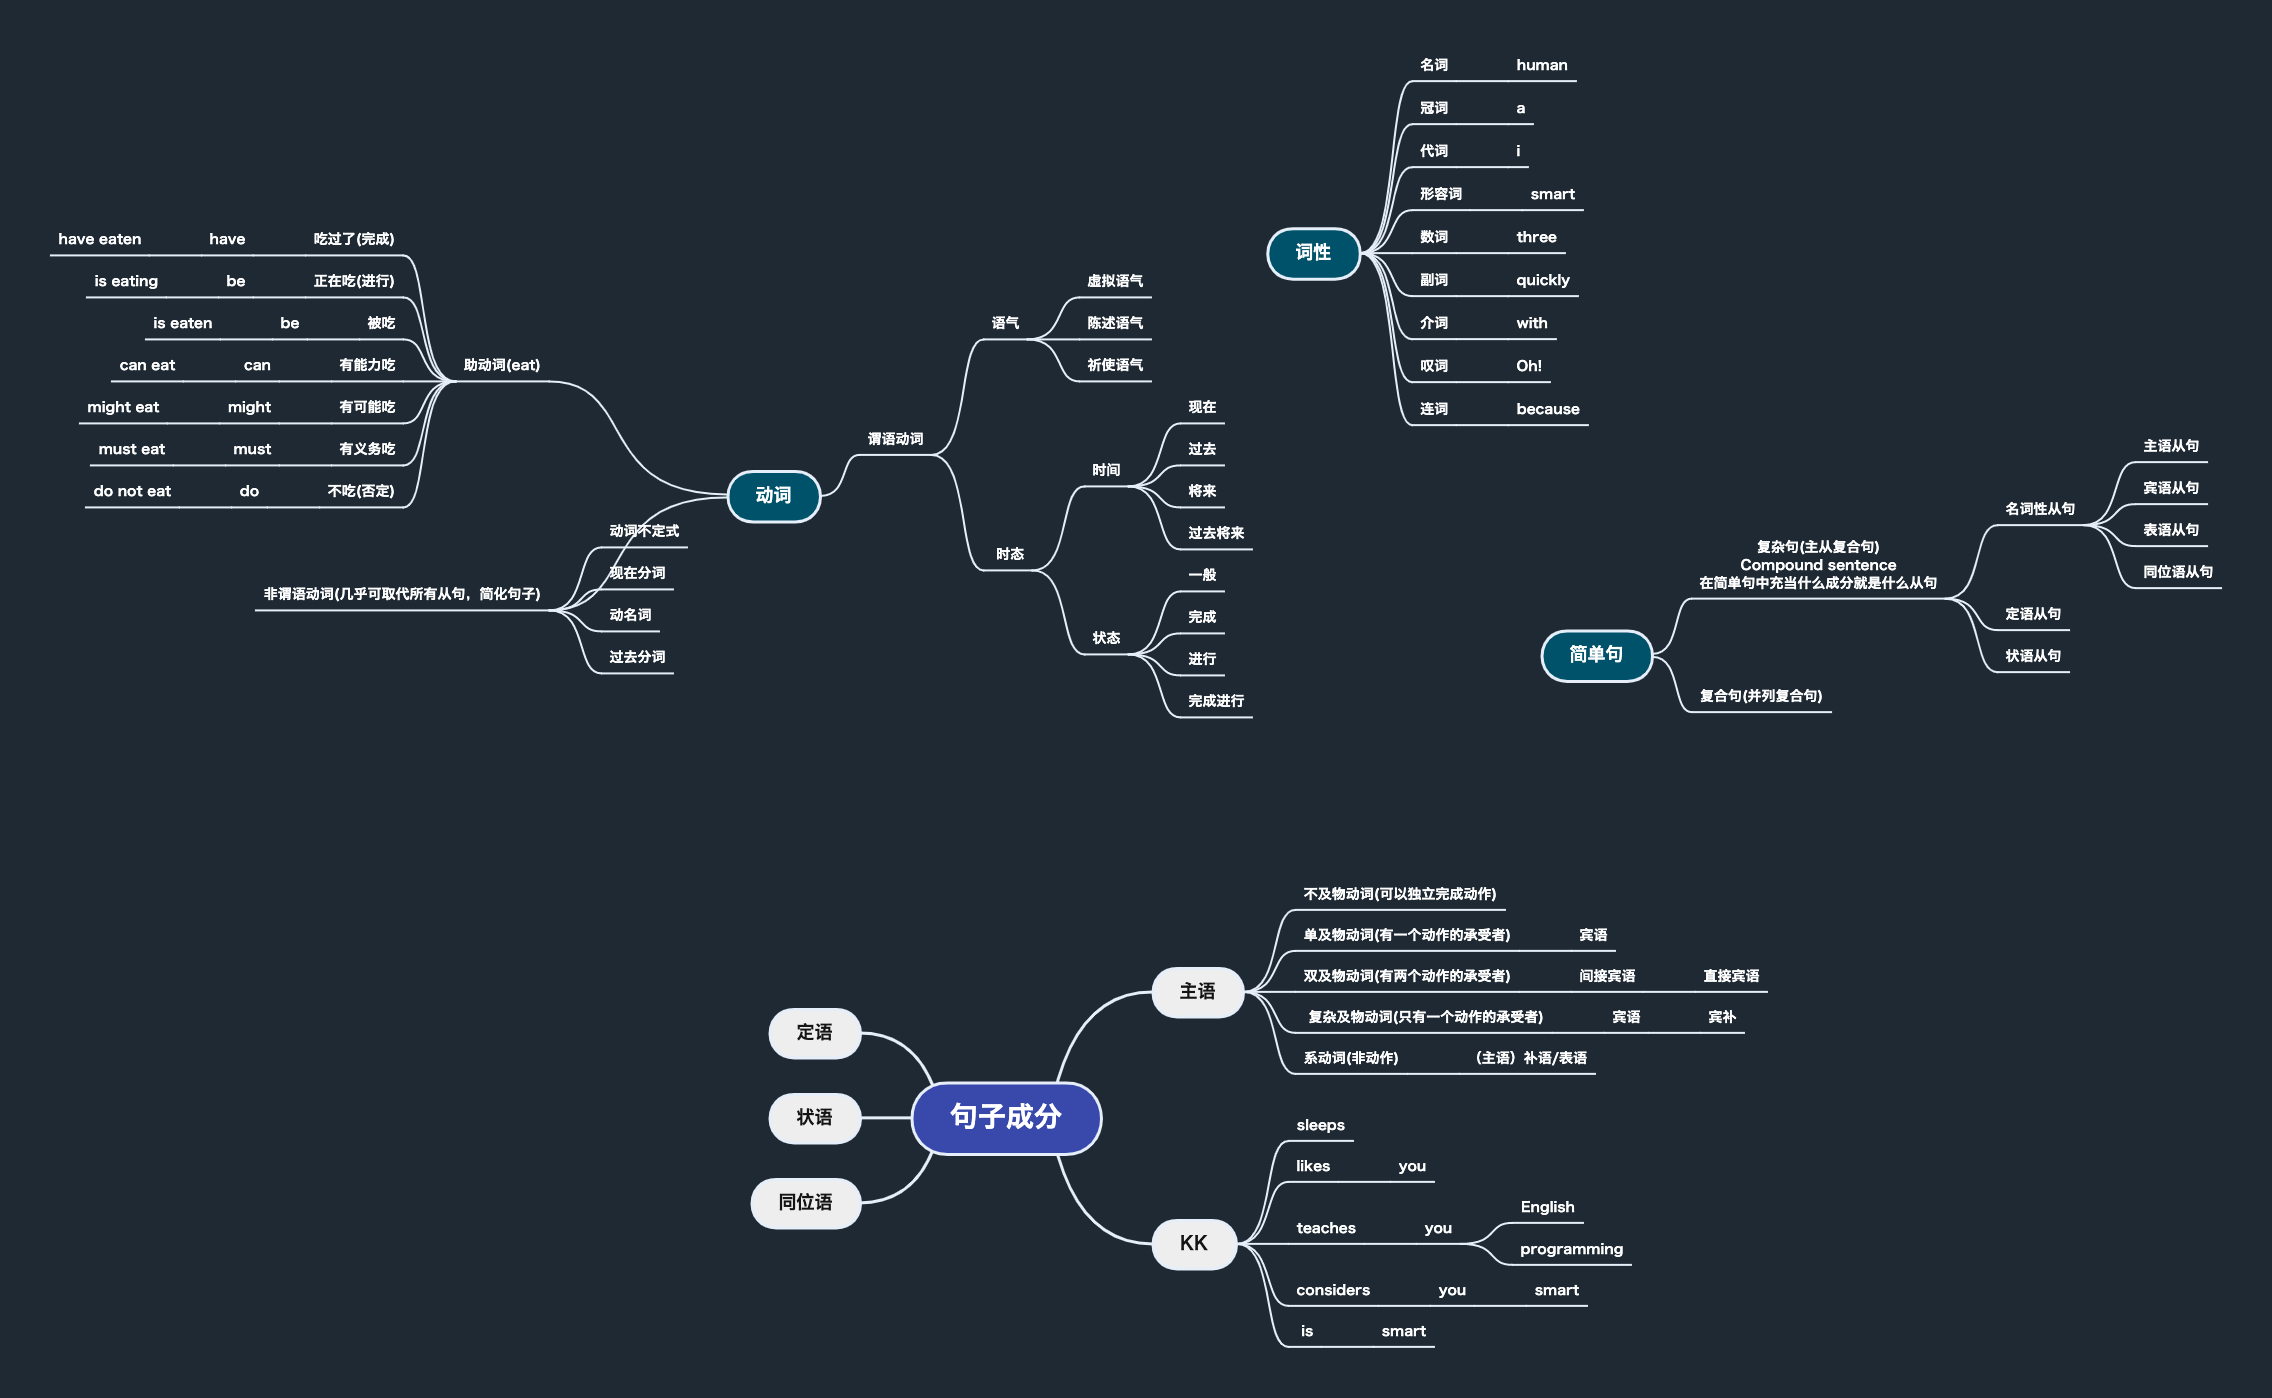 have eaten have 吃过了(完成)
is eating be 正在吃(进行)
is eaten be 被吃
can eat can 有能力吃
might eat might 有可能吃
must eat must 有义务吃
do not eat do 不吃(否定)
助动词(eat)
动词
非谓语动词(几乎可取代所有从句，简化句子)
动词不定式
现在分词
动名词
过去分词
谓语动词
语气
虚拟语气
陈述语气
祈使语气
时态
时间
现在
过去
将来
过去将来
状态
一般
完成
进行
完成进行
词性
名词 human
冠词 a
代词 i
形容词 smart
数词 three
副词 quickly
介词 with
叹词 Oh!
连词 because
简单句
复杂句(主从复合句)
Compound sentence
在简单句中充当什么成分就是什么从句
名词性从句
主语从句
宾语从句
表语从句
同位语从句
定语从句
状语从句
复合句(并列复合句)
句子成分
定语
状语
同位语
主语
不及物动词(可以独立完成动作)
单及物动词(有一个动作的承受者) 宾语
双及物动词(有两个动作的承受者) 间接宾语 直接宾语
复杂及物动词(只有一个动作的承受者) 宾语 宾补
系动词(非动作) （主语）补语/表语
KK
sleeps
likes you
teaches you
English
programming
considers you smart
is smart